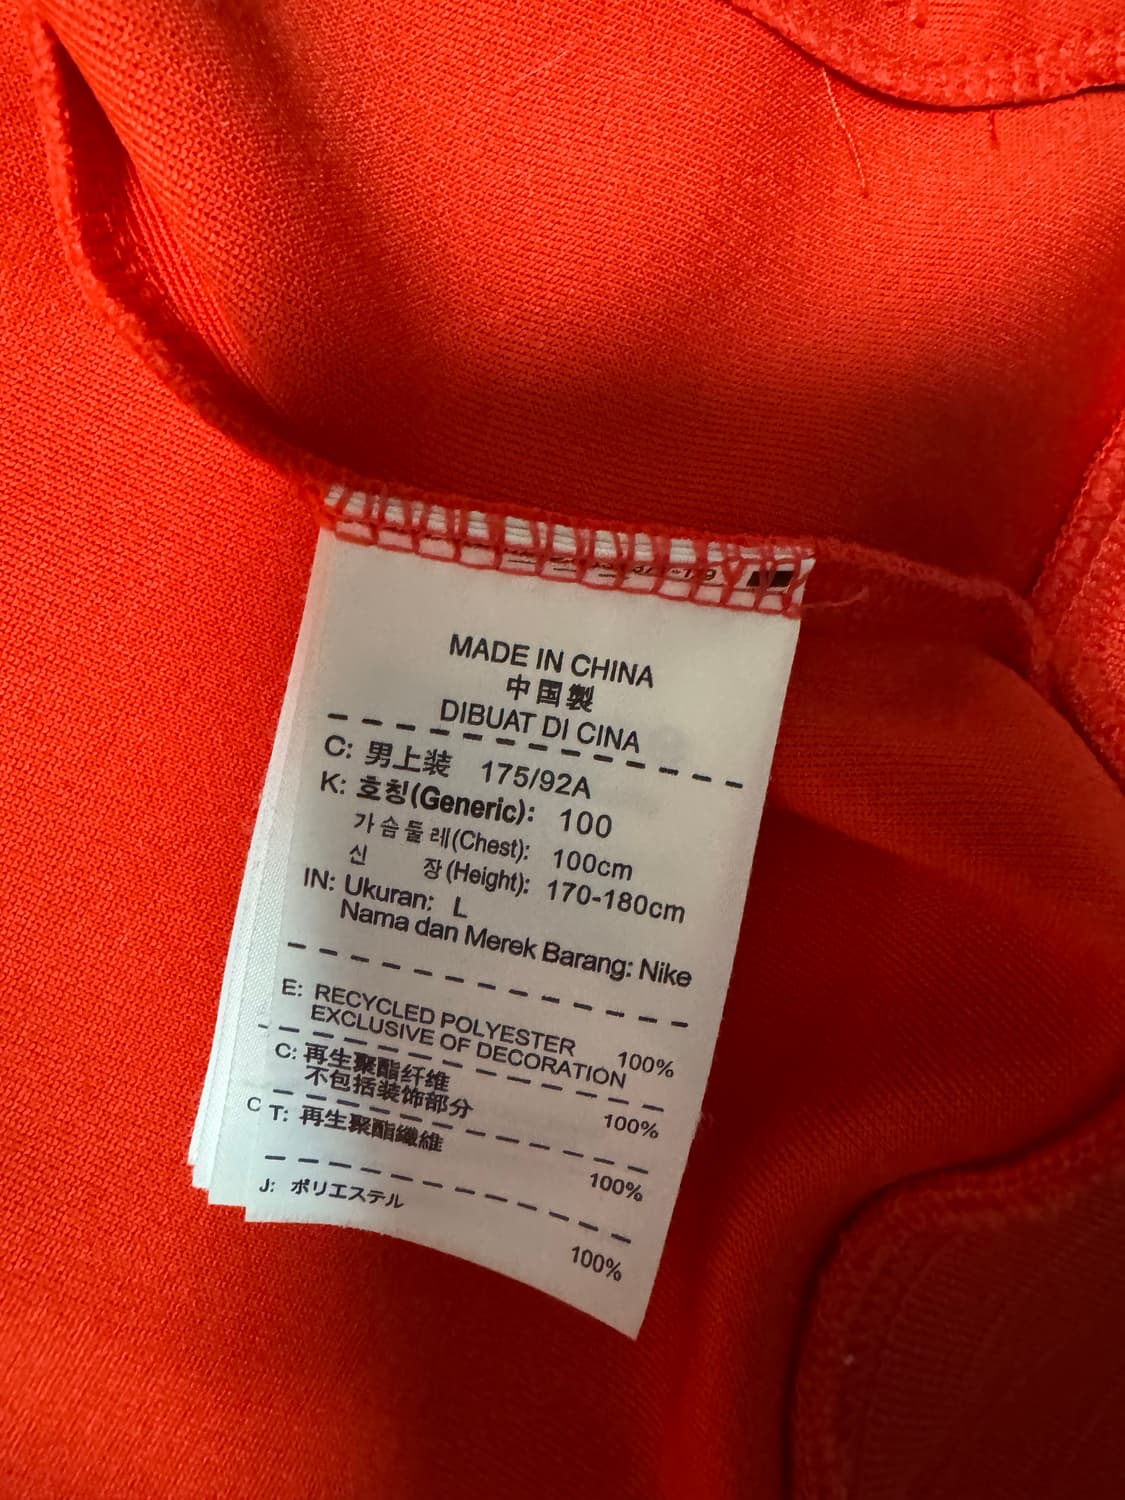 MADE IN CHINA
中国製
DIBUAT DI CINA
C: 男上装 175/92A
K: 호칭(Generic): 100
가슴둘레(Chest): 100cm
신 장(Height): 170-180cm
IN: Ukuran: L
Nama dan Merek Barang: Nike
E: RECYCLED POLYESTER 100%
EXCLUSIVE OF DECORATION
C: 再生聚酯纤维 100%
不包括装饰部分
T: 再生聚酯纖維 100%
J: ポリエステル 100%
C